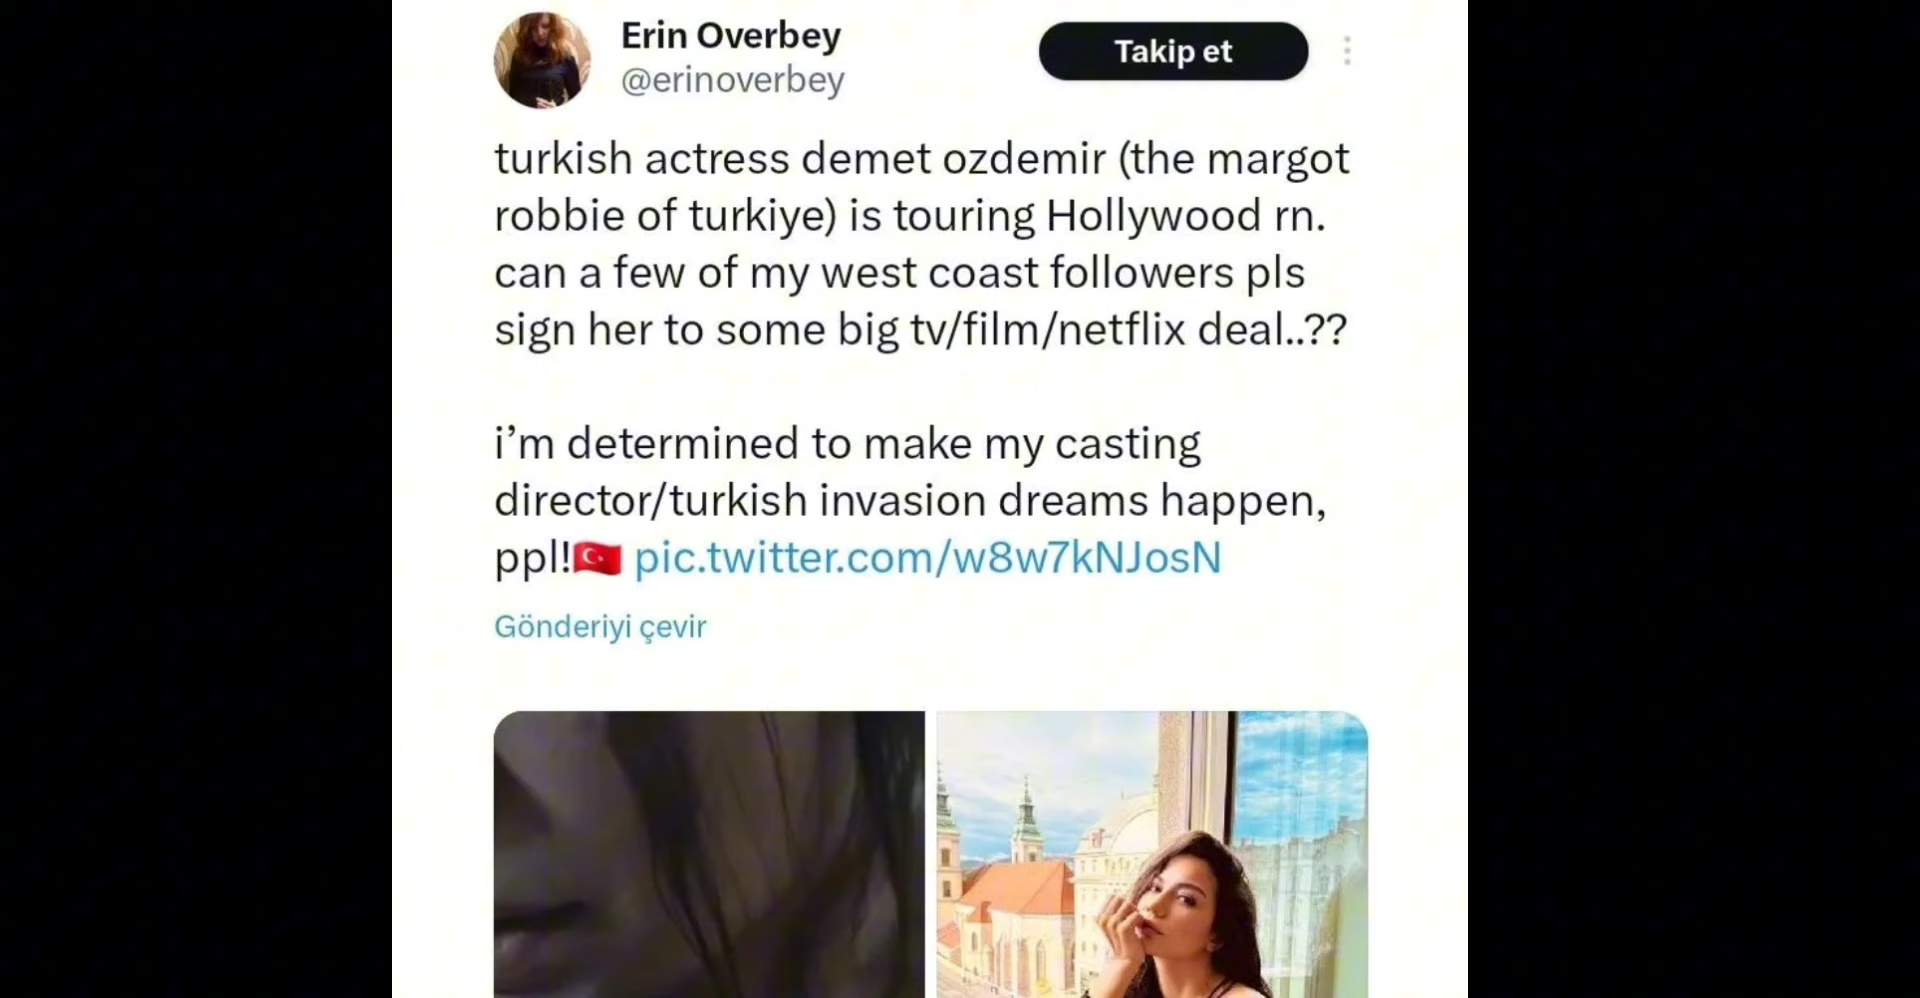 Erin Overbey
@erinoverbey
Takip et
turkish actress demet ozdemir (the margot
robbie of turkiye) is touring Hollywood rn.
can a few of my west coast followers pls
sign her to some big tv/film/netflix deal..??
i’m determined to make my casting
director/turkish invasion dreams happen,
ppl!🇹🇷 pic.twitter.com/w8w7kNJosN
Gönderiyi çevir